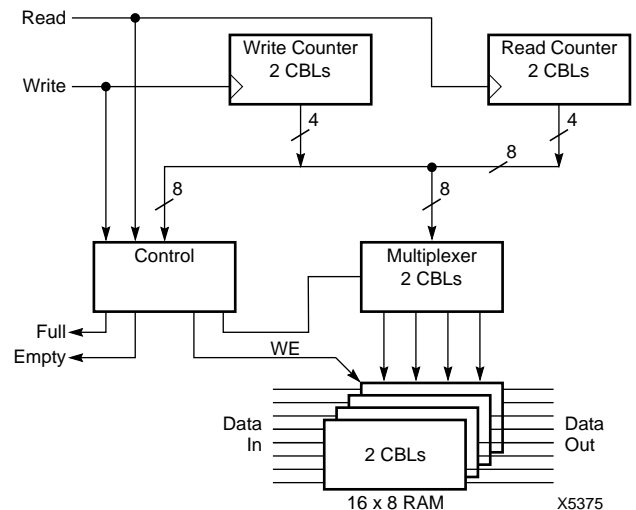 Read
Write Counter
2 CBLs
Read Counter
2 CBLs
Write
4
4
8
8
8
Control
Multiplexer
2 CBLs
Full
Empty
WE
Data
In
Data
Out
2 CBLs
16 x 8 RAM
X5375